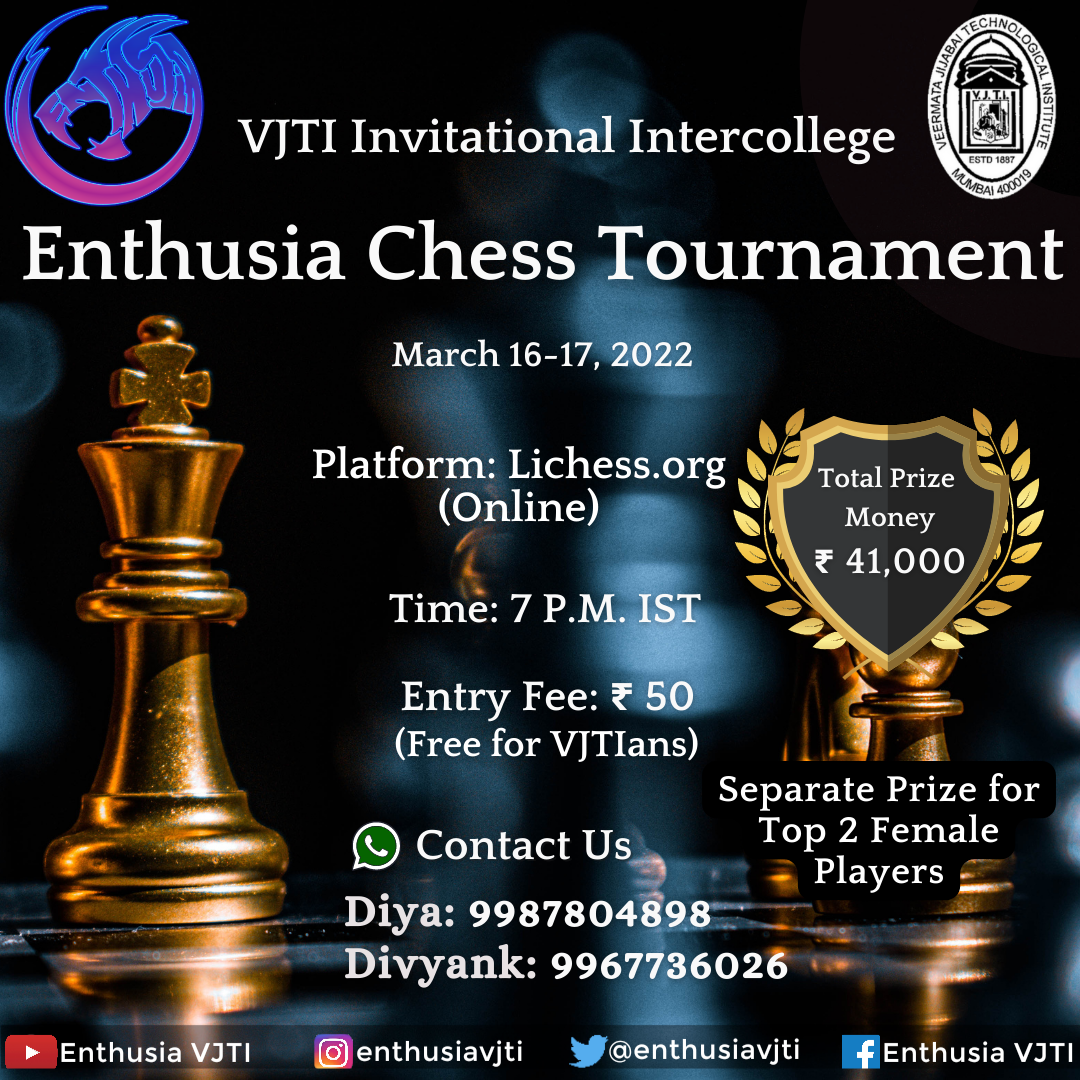 ENTHUSIA
VEERMATA JIJABAI TECHNOLOGICAL INSTITUTE
V.J.T.I.
ESTD 1887
MUMBAI 400019
VJTI Invitational Intercollege
Enthusia Chess Tournament
March 16-17, 2022
Platform: Lichess.org
(Online)
Total Prize
Money
₹ 41,000
Time: 7 P.M. IST
Entry Fee: ₹ 50
(Free for VJTIans)
Separate Prize for
Top 2 Female
Players
Contact Us
Diya: 9987804898
Divyank: 9967736026
Enthusia VJTI
enthusiavjti
@enthusiavjti
Enthusia VJTI